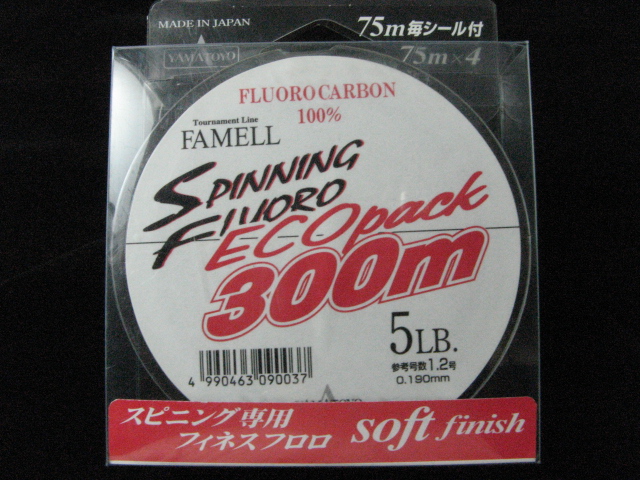 MADE IN JAPAN
75m毎シール付
YAMATOYO
75m×4
FLUOROCARBON
100%
Tournament Line
FAMELL
SPINNING
FLUORO
ECOpack
300m
5LB.
参考号数1.2号
0.190mm
4 990463 090037
YAMATOYO
スピニング専用
フィネスフロロ
soft finish